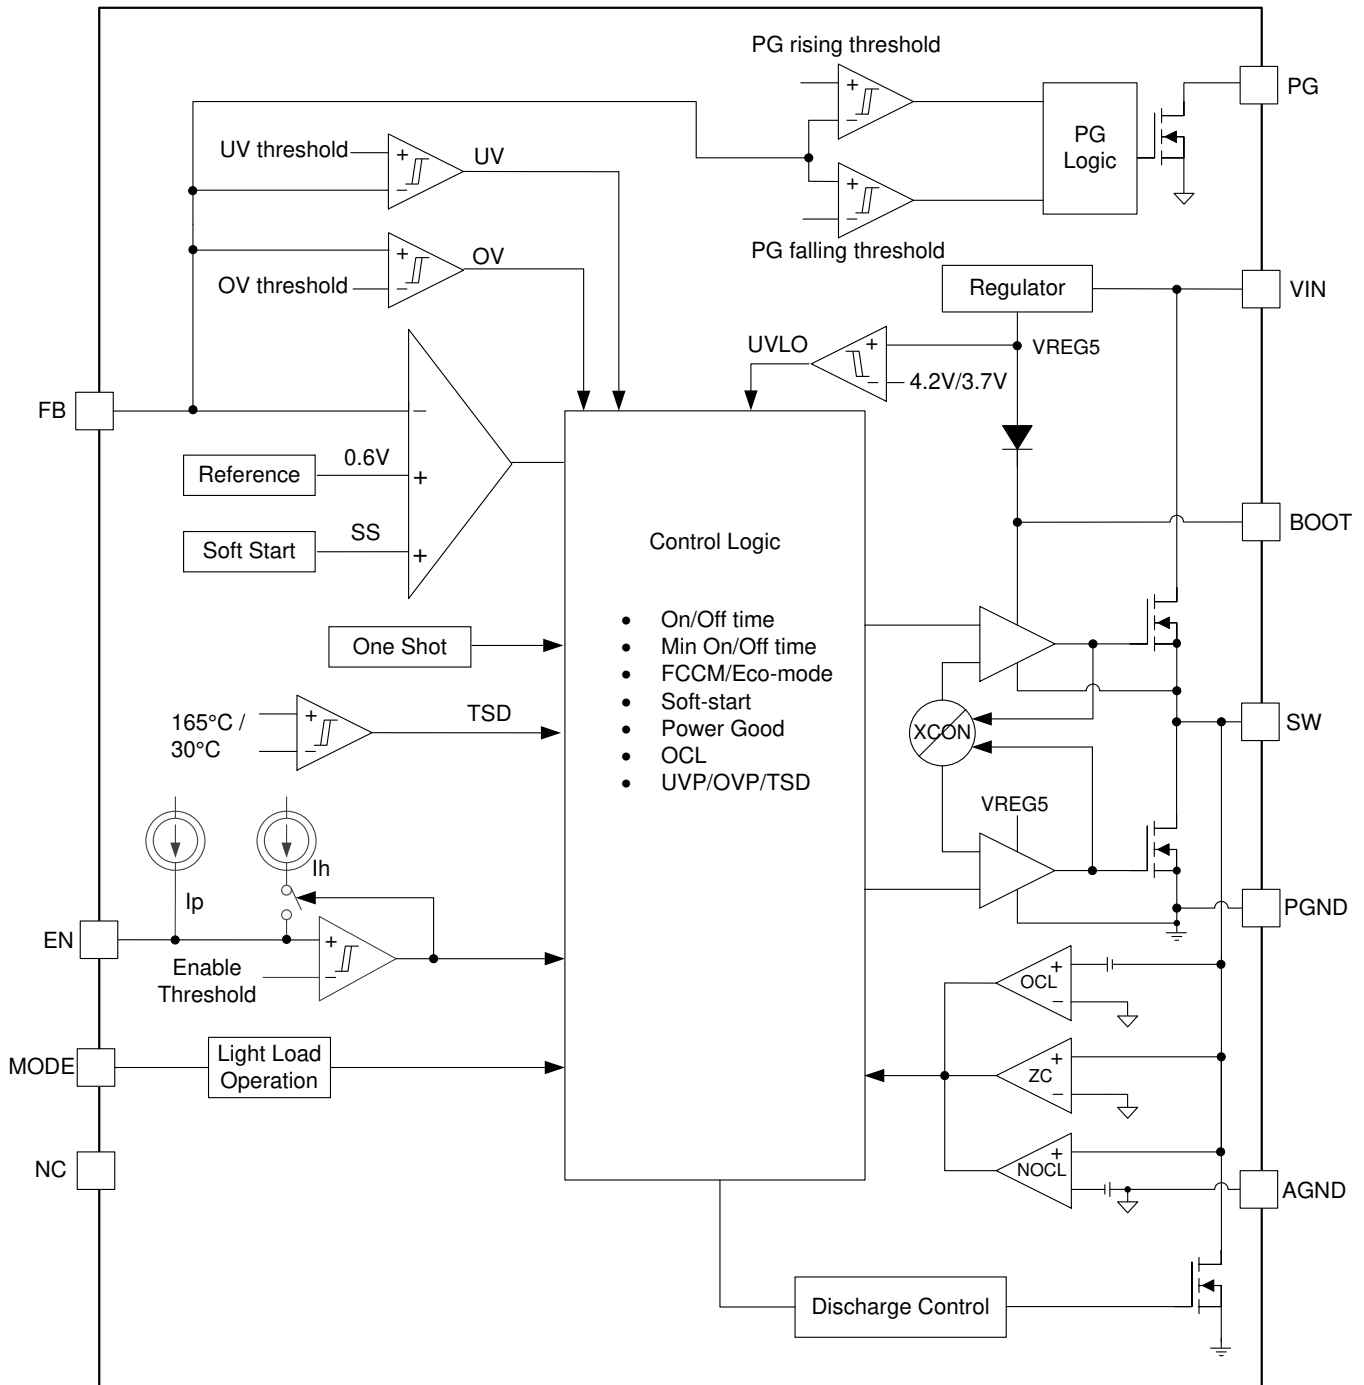 PG rising threshold
PG
UV threshold
+
−
UV
+
−
PG
Logic
+
−
PG falling threshold
OV threshold
+
−
OV
Regulator
VIN
UVLO
+
−
VREG5
4.2V/3.7V
FB
−
Reference
0.6V
+
Soft Start
SS
+
BOOT
Control Logic
• On/Off time
• Min On/Off time
• FCCM/Eco-mode
• Soft-start
• Power Good
• OCL
• UVP/OVP/TSD
One Shot
165°C /
30°C
+
−
TSD
XCON
SW
VREG5
Ip
Ih
EN
+
−
Enable
Threshold
PGND
OCL
+
−
MODE
Light Load
Operation
ZC
+
−
NC
NOCL
+
−
AGND
Discharge Control